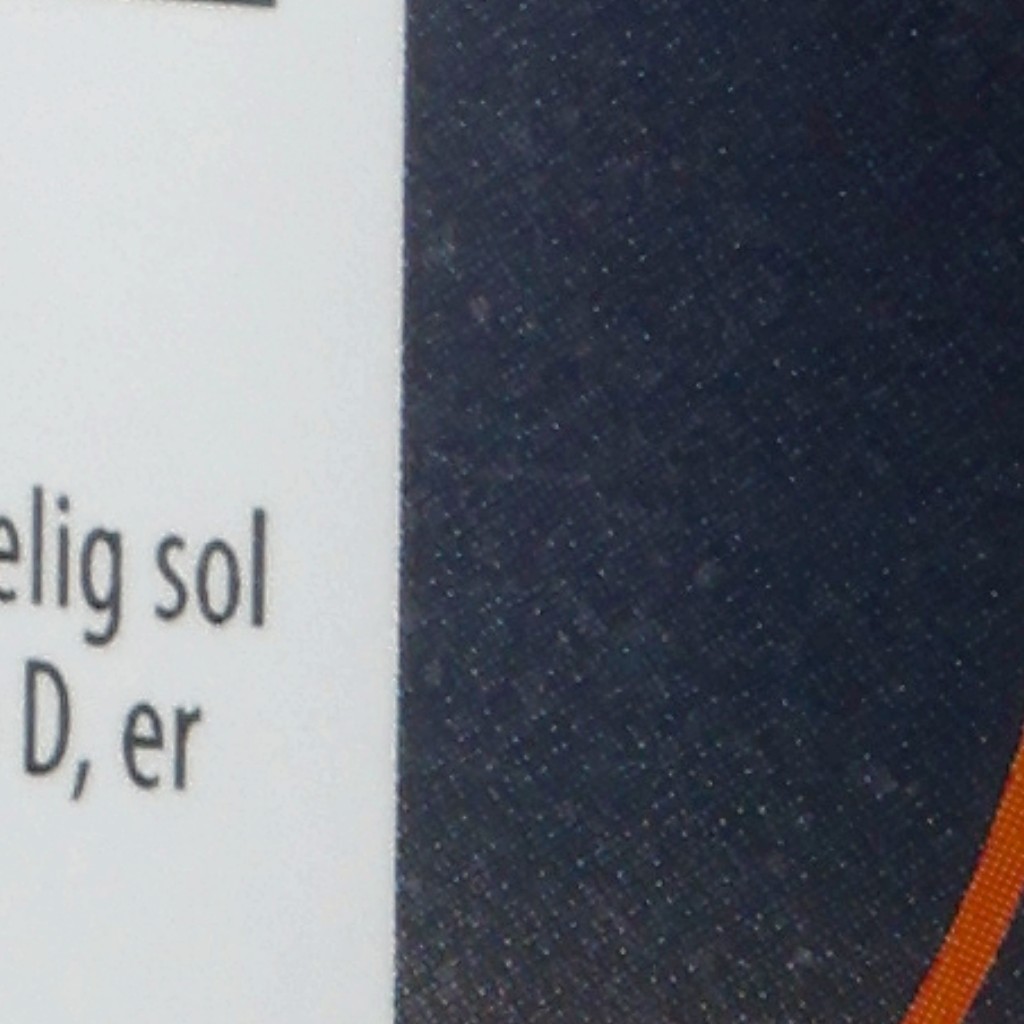 elig sol
D, er